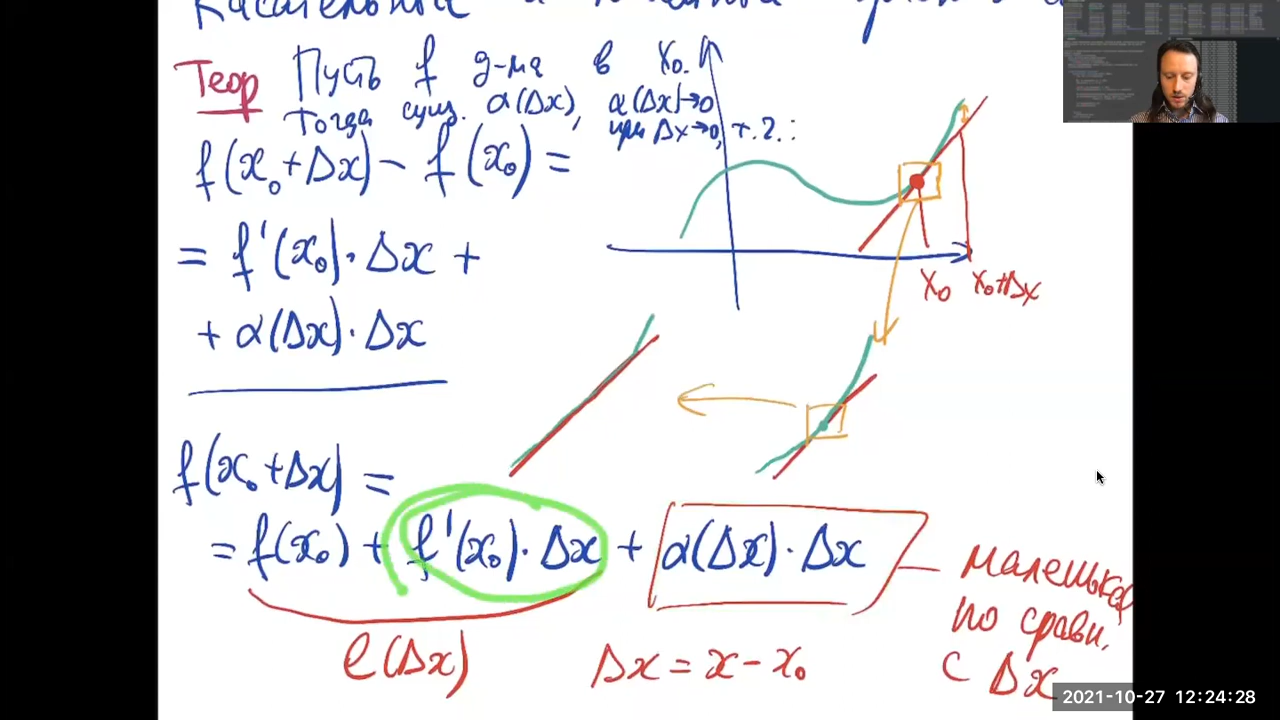 Касательные
Теор Пусть f д-ма в x₀.
тогда сущ. α(Δx), α(Δx)→0
при Δx→0, т.г.:
f(x₀+Δx) − f(x₀) =
= f'(x₀)·Δx +
+ α(Δx)·Δx
x₀ x₀+Δx
f(x₀+Δx) =
= f(x₀) + f'(x₀)·Δx + α(Δx)·Δx
маленькая
по сравн.
с Δx
ℓ(Δx) Δx = x − x₀
2021-10-27 12:24:28